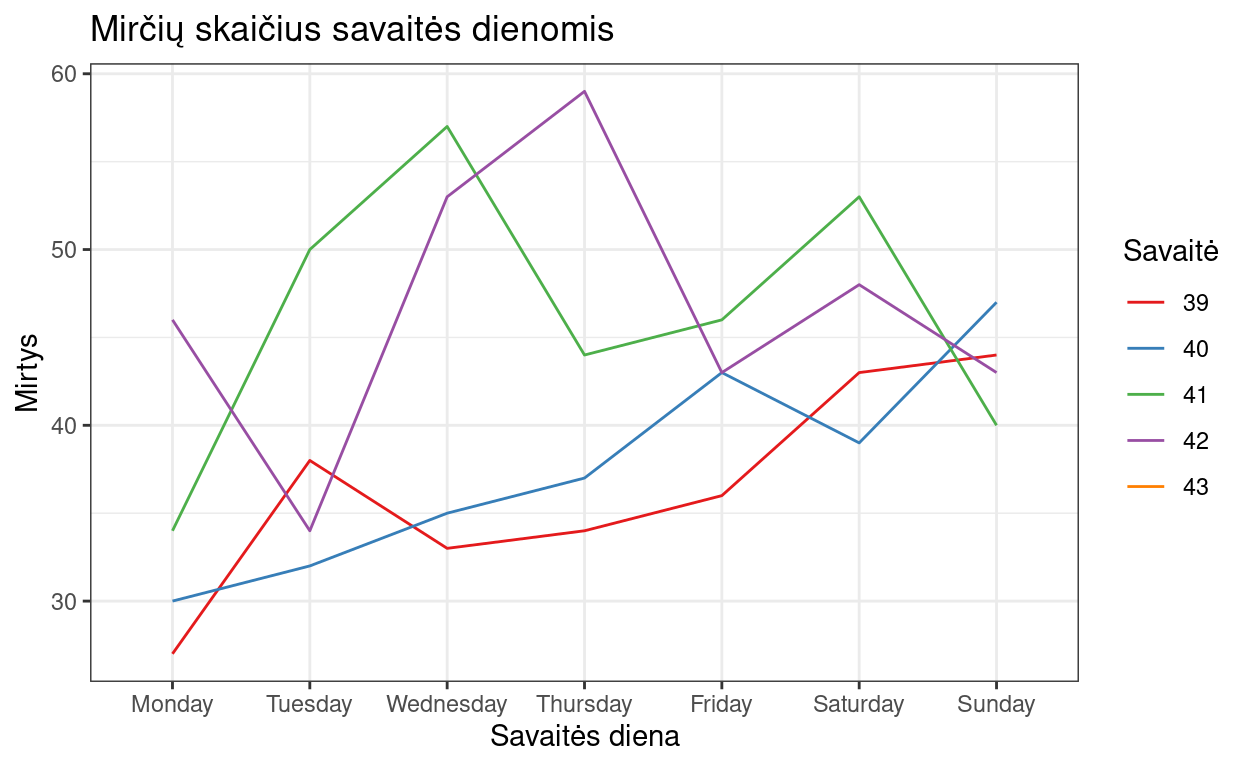 Mirčių skaičius savaitės dienomis
Mirtys
60
50
40
30
Monday Tuesday Wednesday Thursday Friday Saturday Sunday
Savaitės diena
Savaitė
39
40
41
42
43